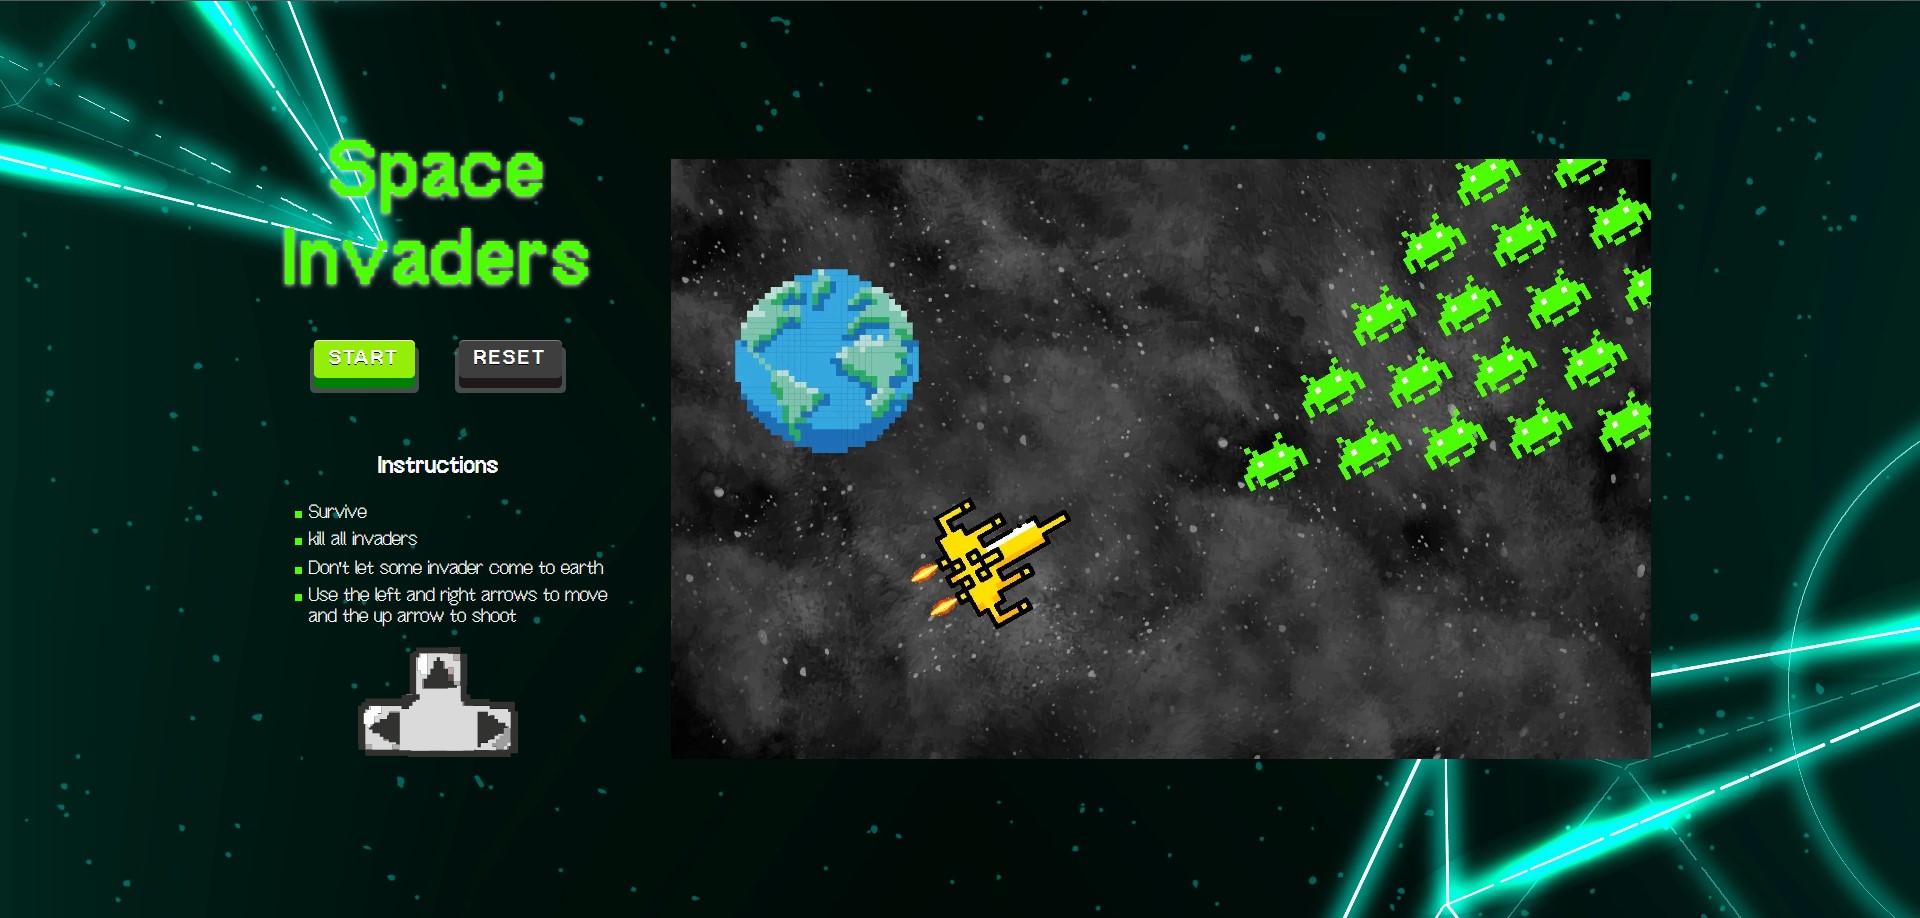 Space
Invaders
START
RESET
Instructions
Survive
kill all invaders
Don't let some invader come to earth
Use the left and right arrows to move
and the up arrow to shoot